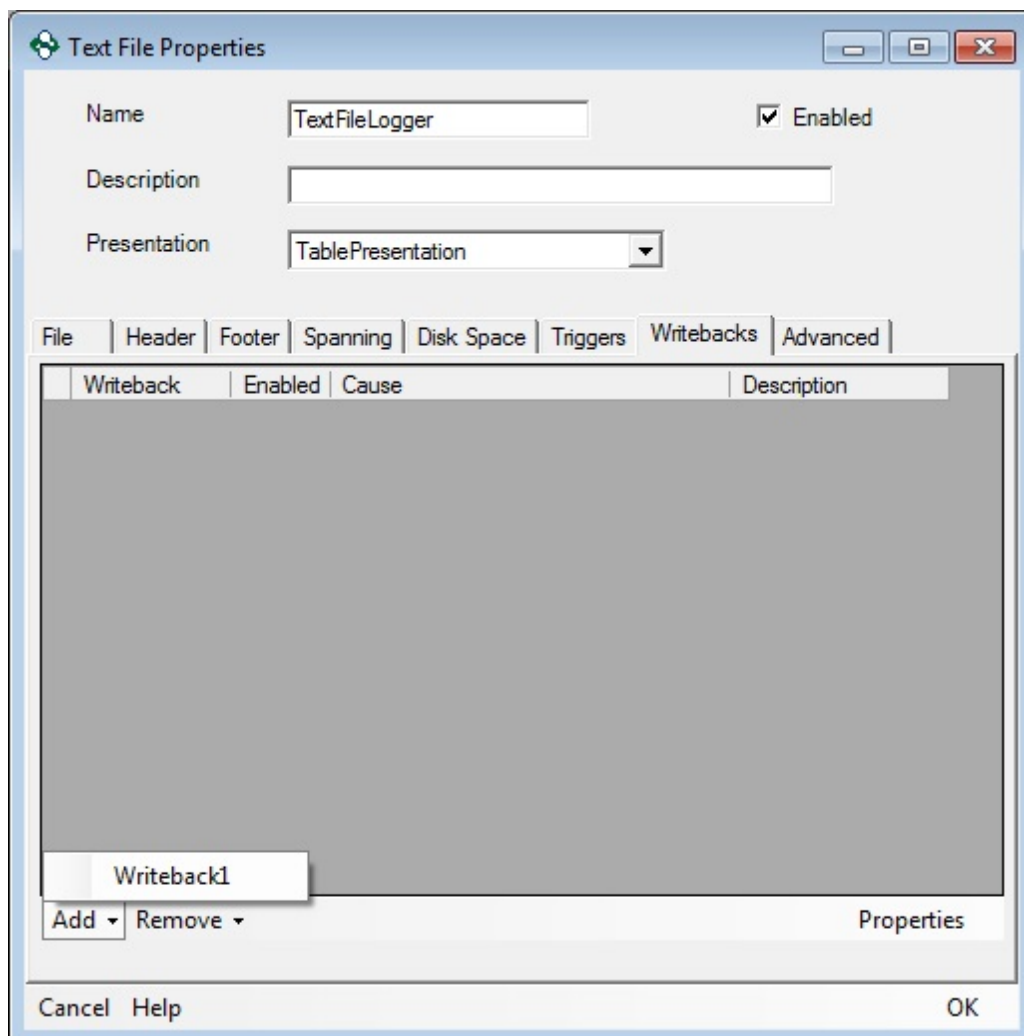 Text File Properties
Name TextFileLogger Enabled
Description
Presentation TablePresentation
File Header Footer Spanning Disk Space Triggers Writebacks Advanced
Writeback Enabled Cause Description
Writeback1
Add Remove Properties
Cancel Help OK